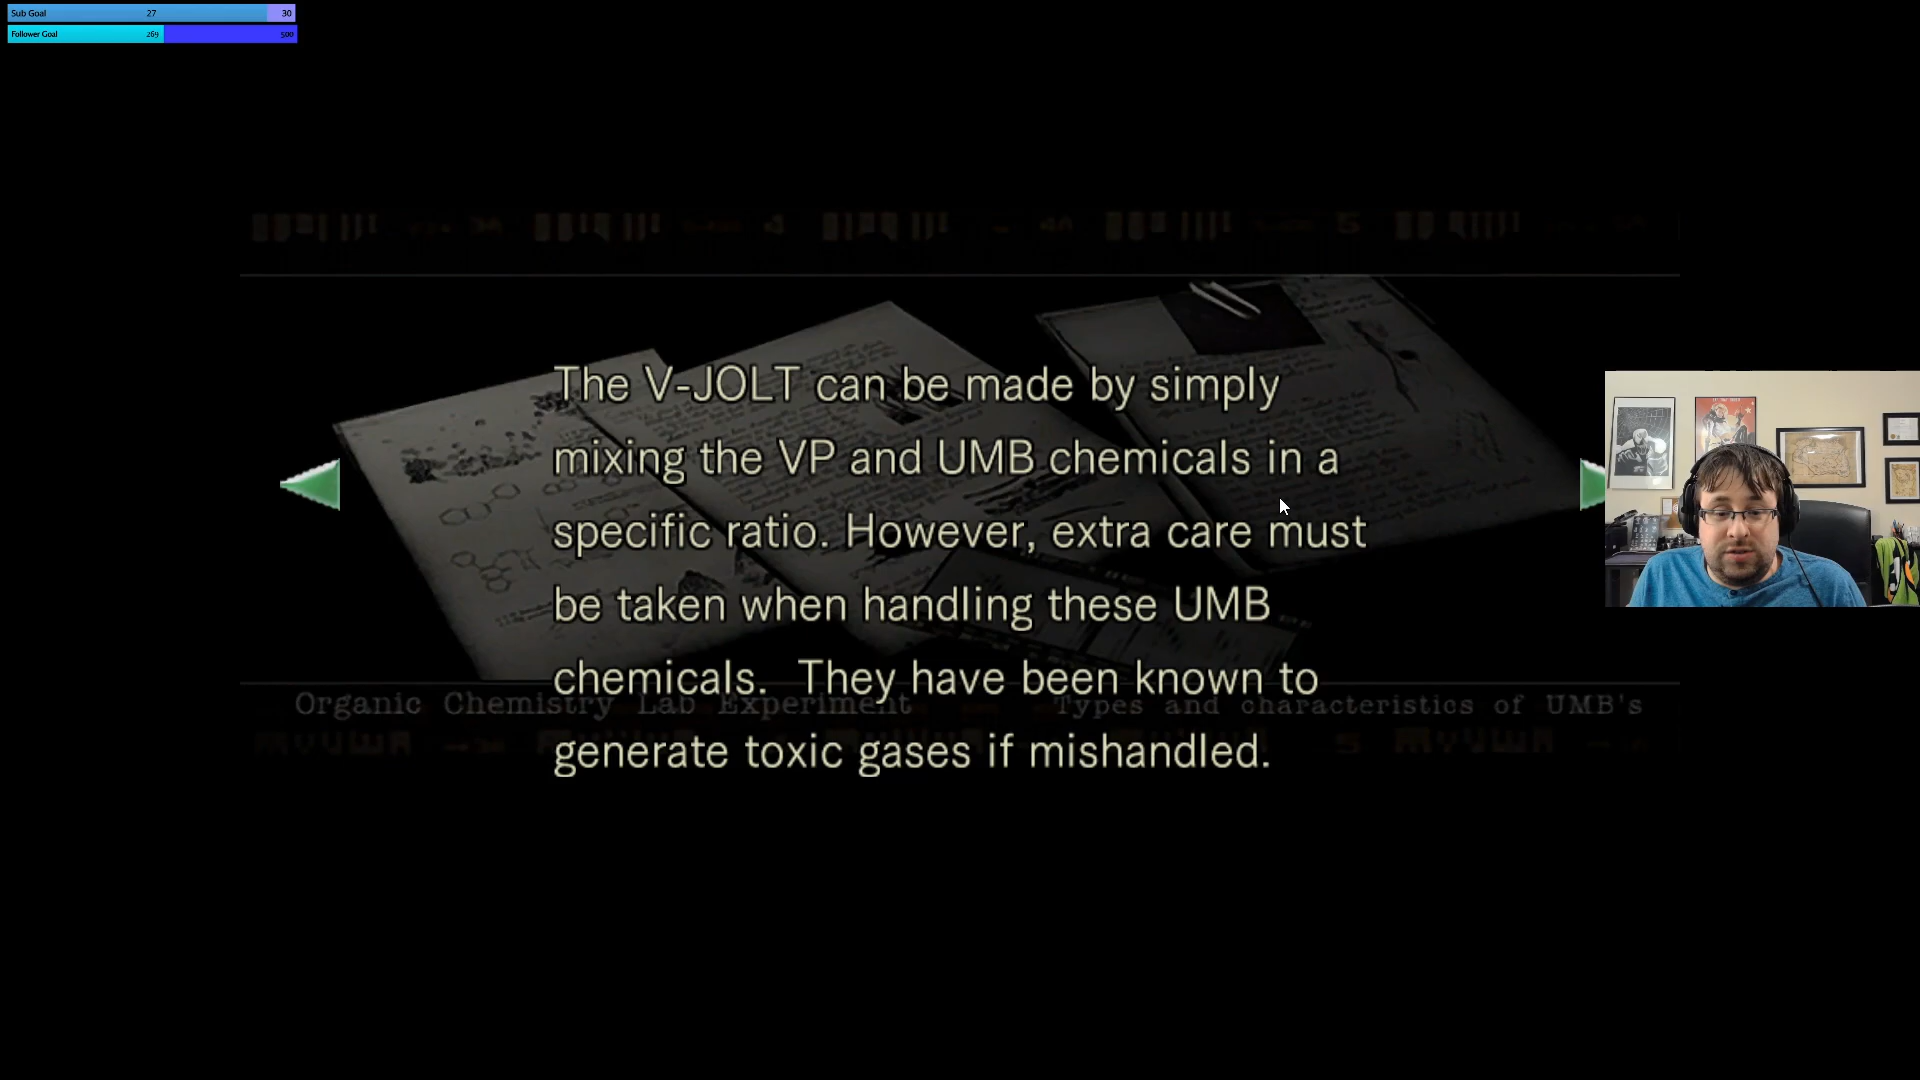 Sub Goal 27 30
Follower Goal 269 500
The V-JOLT can be made by simply
mixing the VP and UMB chemicals in a
specific ratio. However, extra care must
be taken when handling these UMB
chemicals. They have been known to
generate toxic gases if mishandled.
Organic Chemistry Lab Experiment Types and characteristics of UMB's